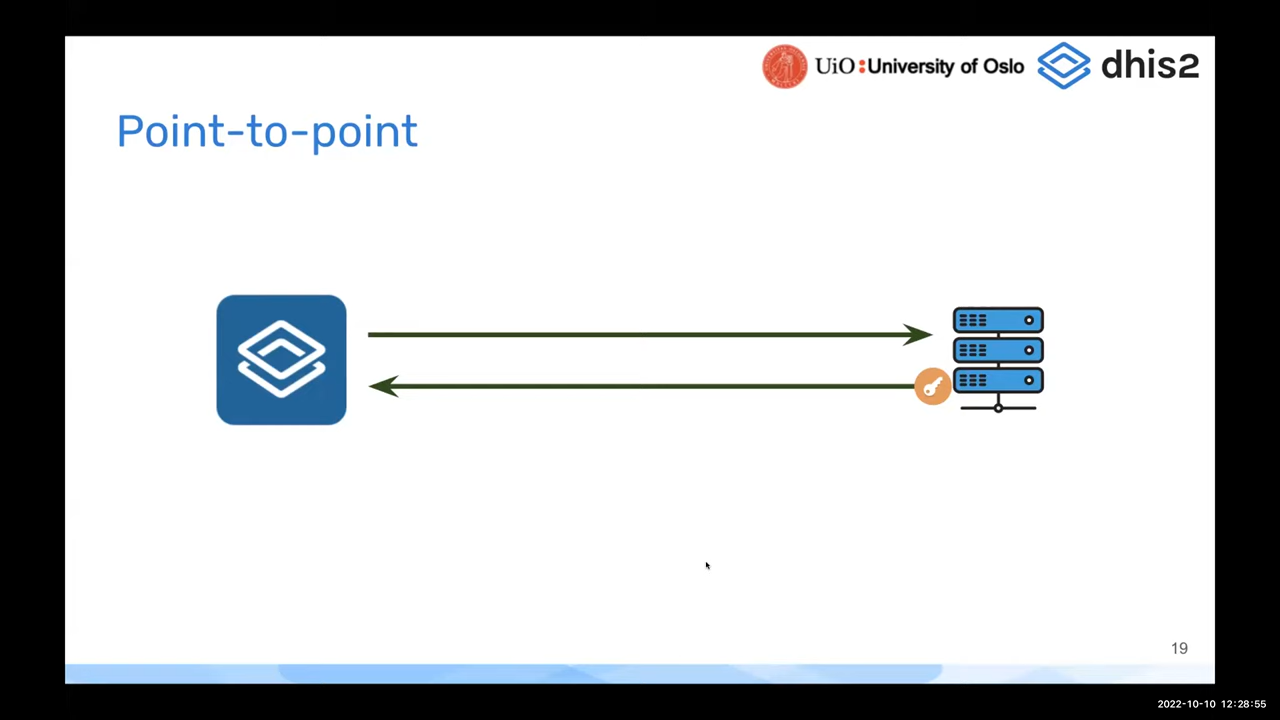 UiO:University of Oslo
dhis2
Point-to-point
19
2022-10-10 12:28:55